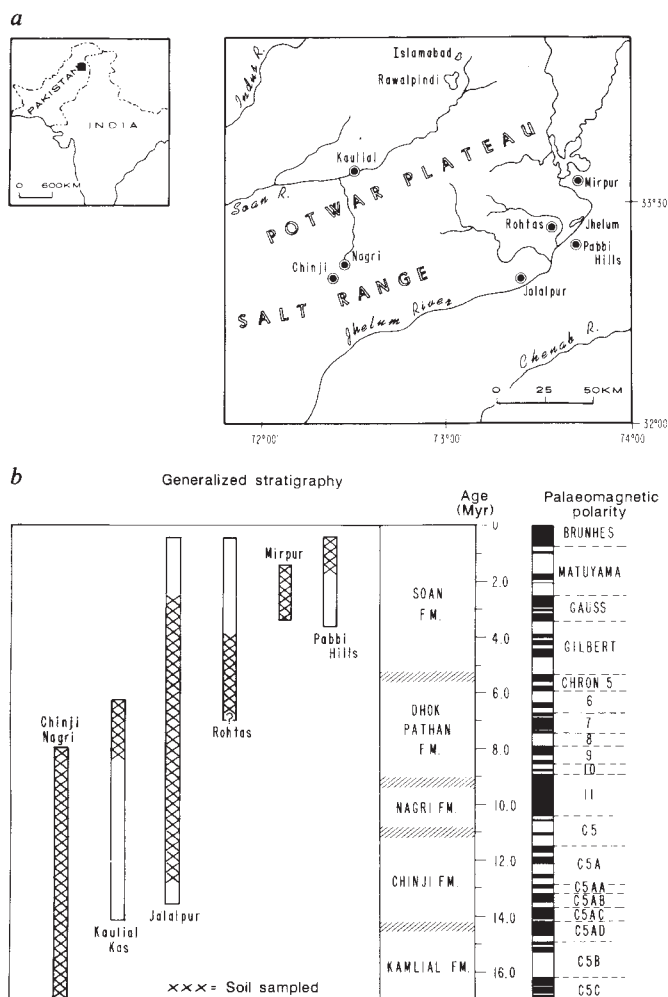 a
PAKISTAN
INDIA
0 600KM
Indus R.
Islamabad
Rawalpindi
Kaulial
Soan R.
POTWAR PLATEAU
Mirpur
33°30
Rohtas
Jhelum
Pabbi
Hills
Nagri
Chinji
SALT RANGE
Jalalpur
Jhelum River
Chenab R.
0 25 50KM
32°00
72°00 73°00 74°00
b
Generalized stratigraphy
Age
(Myr)
Palaeomagnetic
polarity
0
2.0
4.0
6.0
8.0
10.0
12.0
14.0
16.0
Mirpur
Pabbi
Hills
?
Rohtas
Chinji
Nagri
Kaulial
Kas
Jalalpur
xxx = Soil sampled
SOAN
FM.
DHOK
PATHAN
FM.
NAGRI FM.
CHINJI FM.
KAMLIAL FM.
BRUNHES
MATUYAMA
GAUSS
GILBERT
CHRON 5
6
7
8
9
10
11
C5
C5A
C5AA
C5AB
C5AC
C5AD
C5B
C5C